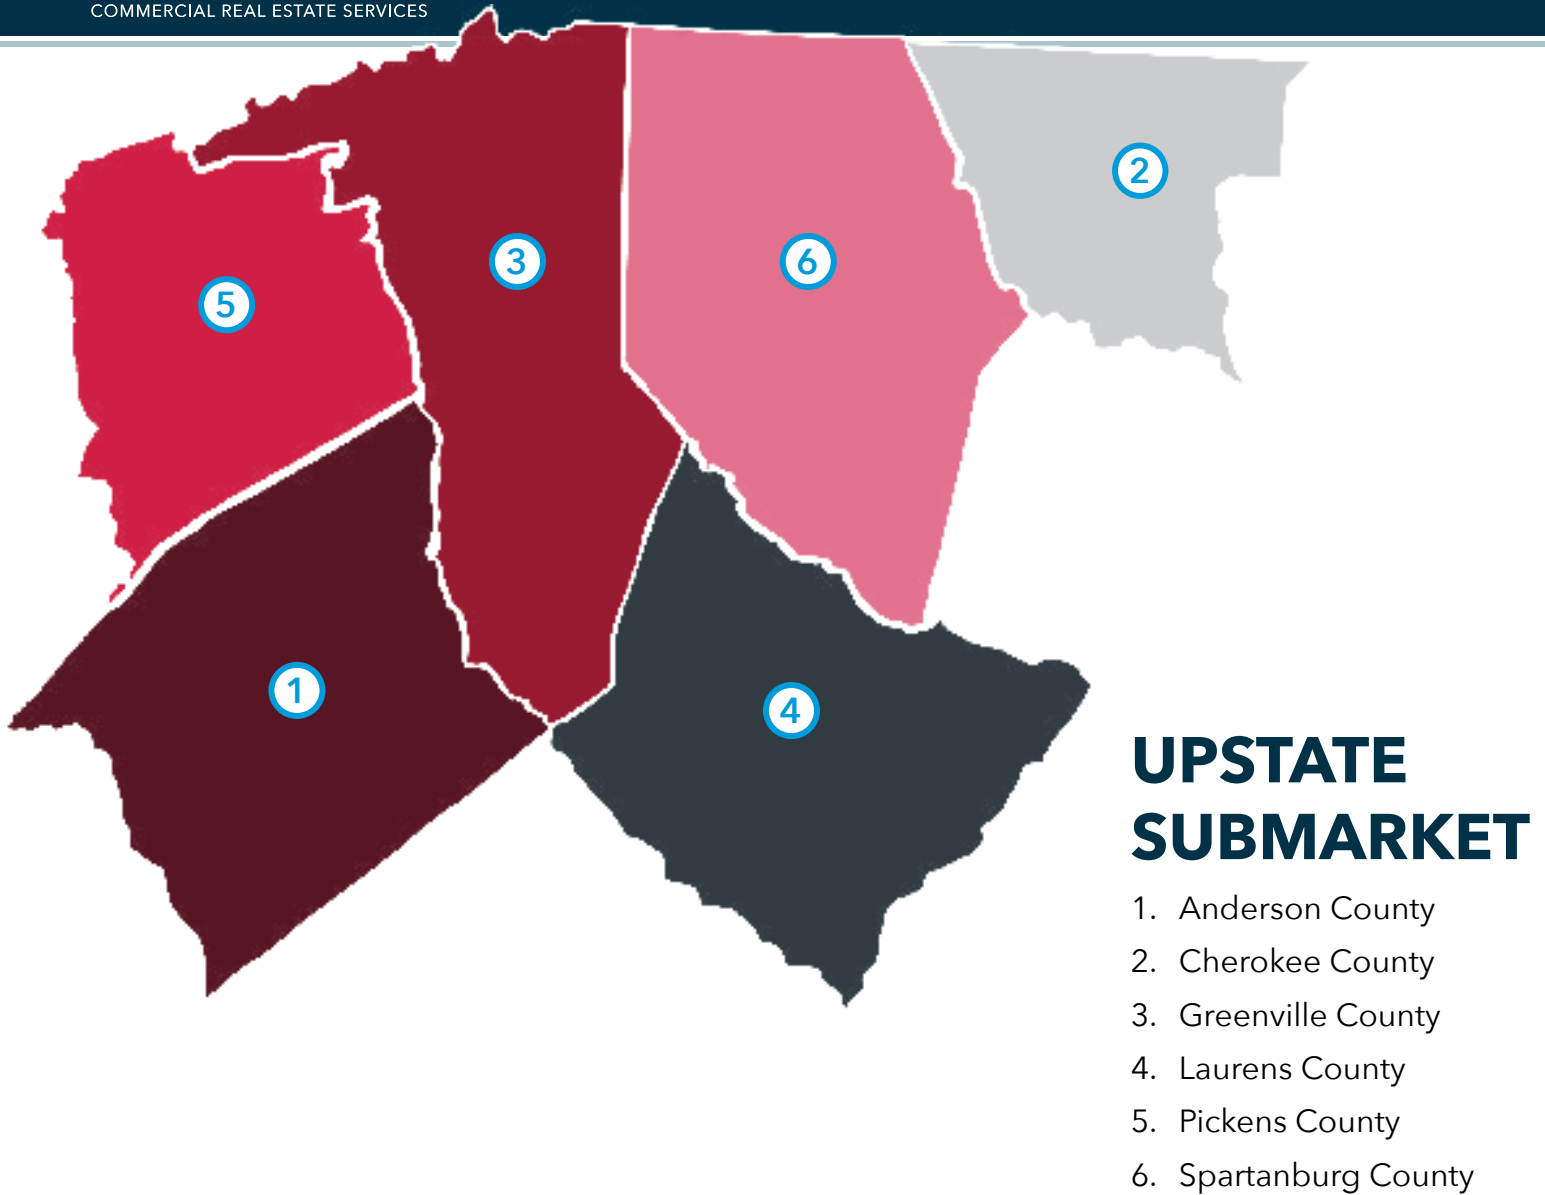 COMMERCIAL REAL ESTATE SERVICES
2
3
6
5
1
4
UPSTATE
SUBMARKET
1. Anderson County
2. Cherokee County
3. Greenville County
4. Laurens County
5. Pickens County
6. Spartanburg County